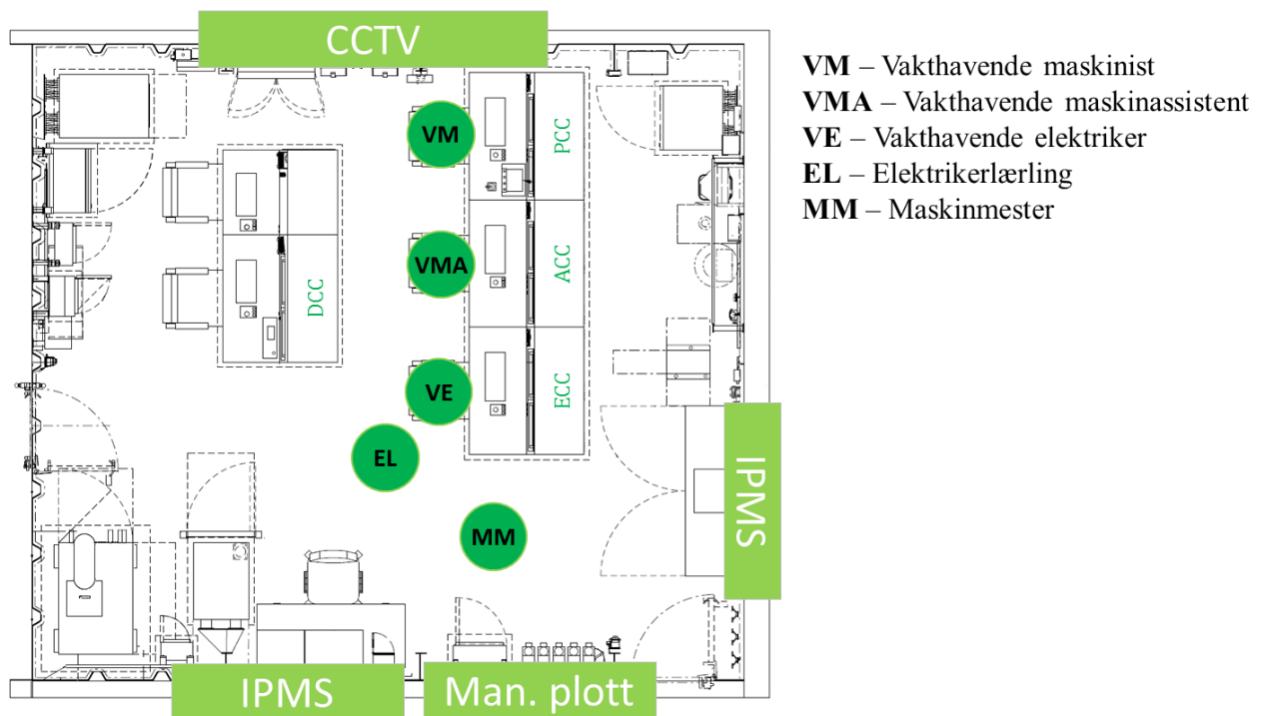 CCTV
VM
PCC
VMA
ACC
DCC
VE
ECC
EL
MM
IPMS
IPMS
Man. plott
VM – Vakthavende maskinist
VMA – Vakthavende maskinassistent
VE – Vakthavende elektriker
EL – Elektrikerlærling
MM – Maskinmester